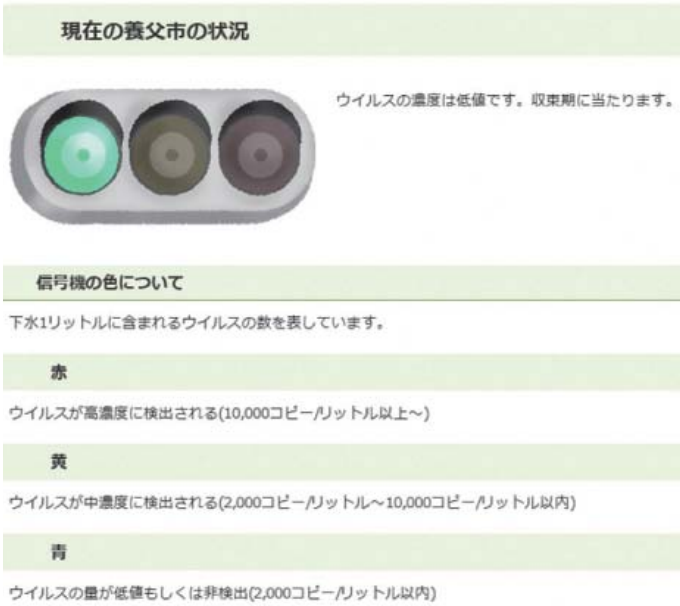 現在の養父市の状況
ウイルスの濃度は低値です。収束期に当たります。
信号機の色について
下水1リットルに含まれるウイルスの数を表しています。
赤
ウイルスが高濃度に検出される(10,000コピー/リットル以上～)
黄
ウイルスが中濃度に検出される(2,000コピー/リットル～10,000コピー/リットル以内)
青
ウイルスの量が低値もしくは非検出(2,000コピー/リットル以内)